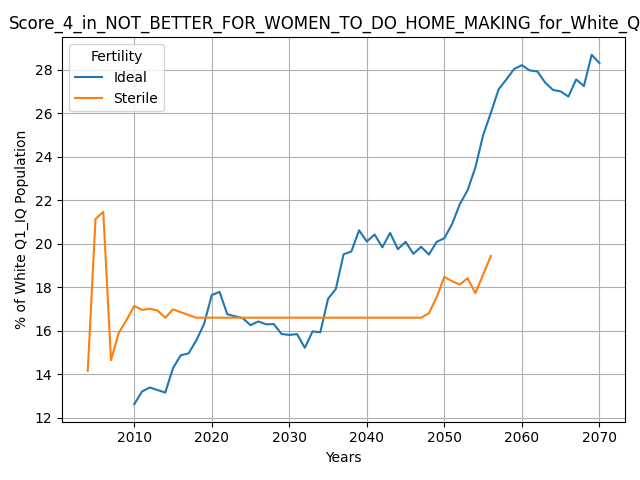 Score_4_in_NOT_BETTER_FOR_WOMEN_TO_DO_HOME_MAKING_for_White_Q
Fertility
Ideal
Sterile
% of White Q1_IQ Population
28
26
24
22
20
18
16
14
12
2010 2020 2030 2040 2050 2060 2070
Years